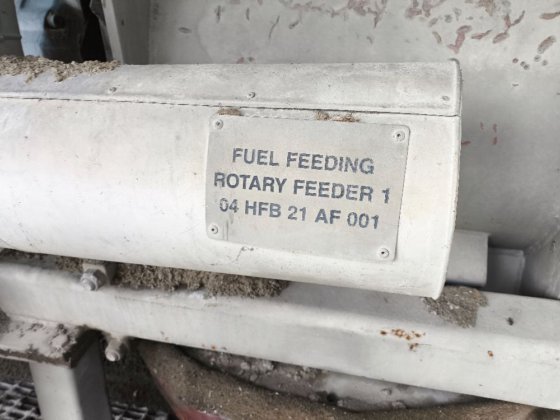 FUEL FEEDING
ROTARY FEEDER 1
04 HFB 21 AF 001